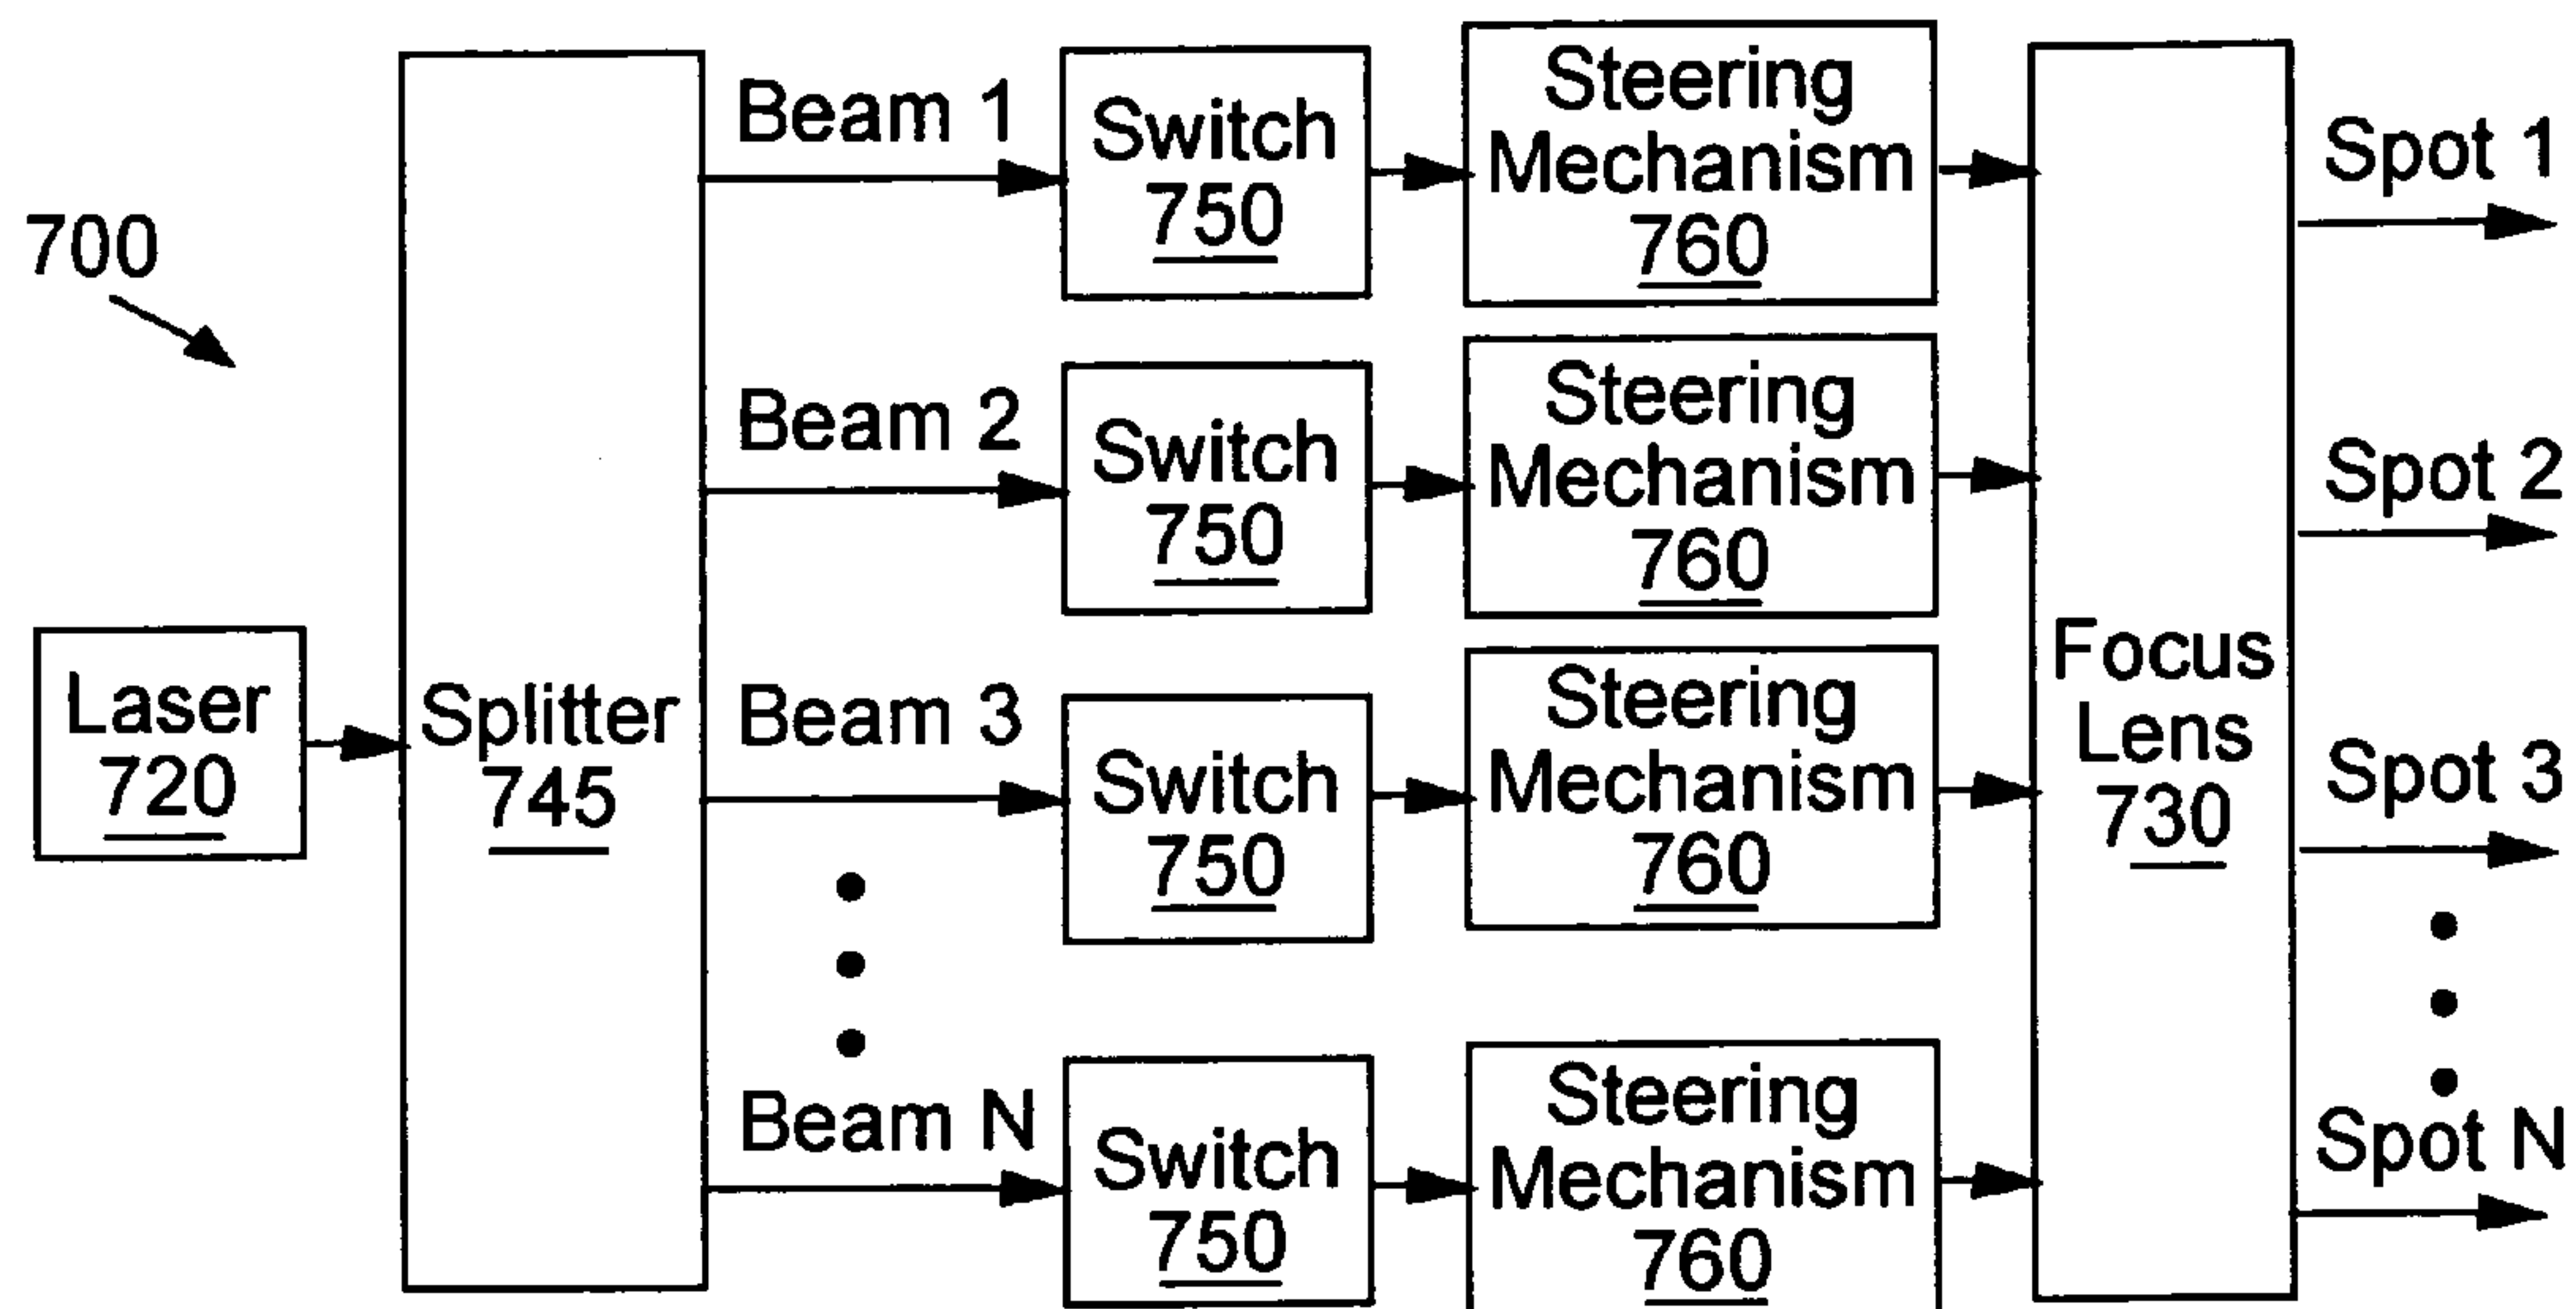 700
Laser
720
Splitter
745
Beam 1
Switch
750
Steering
Mechanism
760
Spot 1
Beam 2
Switch
750
Steering
Mechanism
760
Spot 2
Beam 3
Switch
750
Steering
Mechanism
760
Focus
Lens
730
Spot 3
Beam N
Switch
750
Steering
Mechanism
760
Spot N